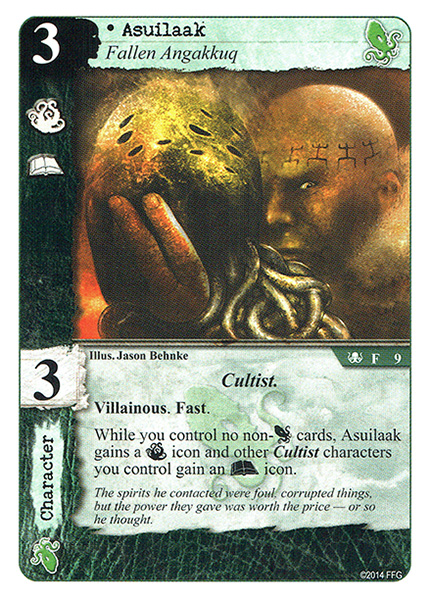 3
• Asuilaak
Fallen Angakkuq
Illus. Jason Behnke
F 9
3
Cultist.
Villainous. Fast.
While you control no non- cards, Asuilaak
gains a icon and other Cultist characters
you control gain an icon.
The spirits he contacted were foul, corrupted things,
but the power they gave was worth the price — or so
he thought.
Character
©2014 FFG